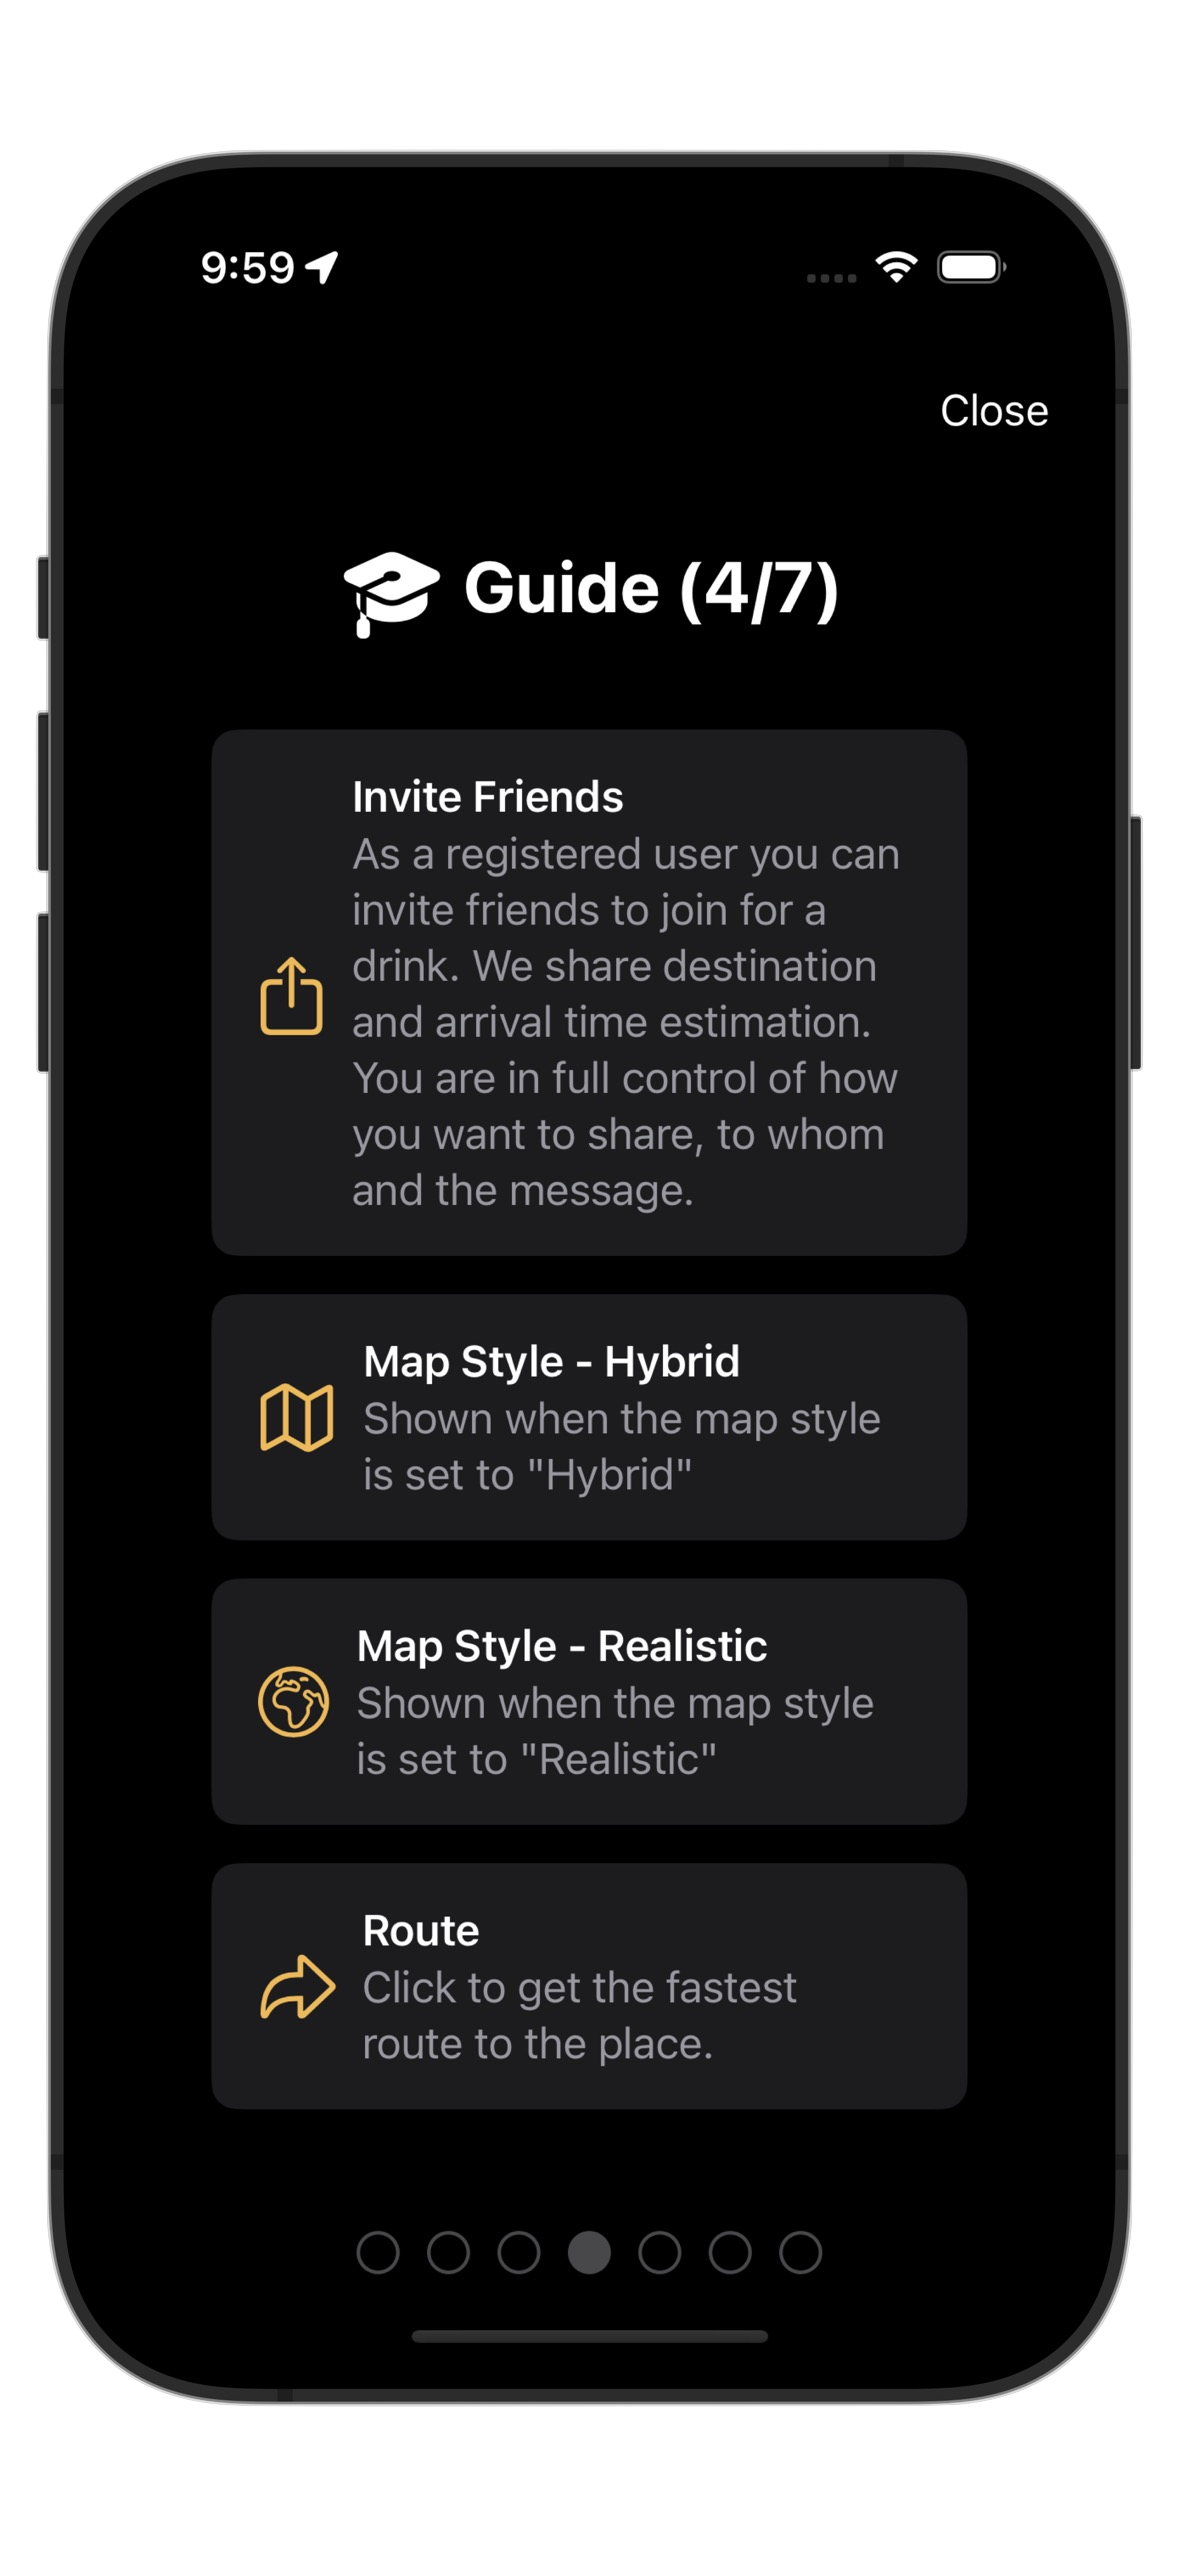 9:59
Close
Guide (4/7)
Invite Friends
As a registered user you can
invite friends to join for a
drink. We share destination
and arrival time estimation.
You are in full control of how
you want to share, to whom
and the message.
Map Style - Hybrid
Shown when the map style
is set to "Hybrid"
Map Style - Realistic
Shown when the map style
is set to "Realistic"
Route
Click to get the fastest
route to the place.